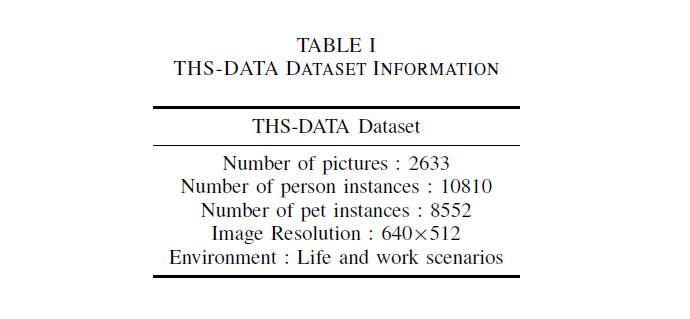 TABLE I
THS-DATA DATASET INFORMATION
THS-DATA Dataset
Number of pictures : 2633
Number of person instances : 10810
Number of pet instances : 8552
Image Resolution : 640×512
Environment : Life and work scenarios